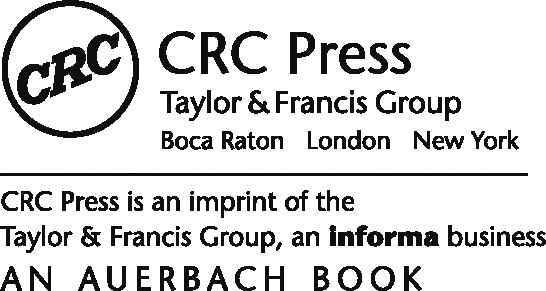 CRC
CRC Press
Taylor & Francis Group
Boca Raton London New York
CRC Press is an imprint of the
Taylor & Francis Group, an informa business
AN AUERBACH BOOK